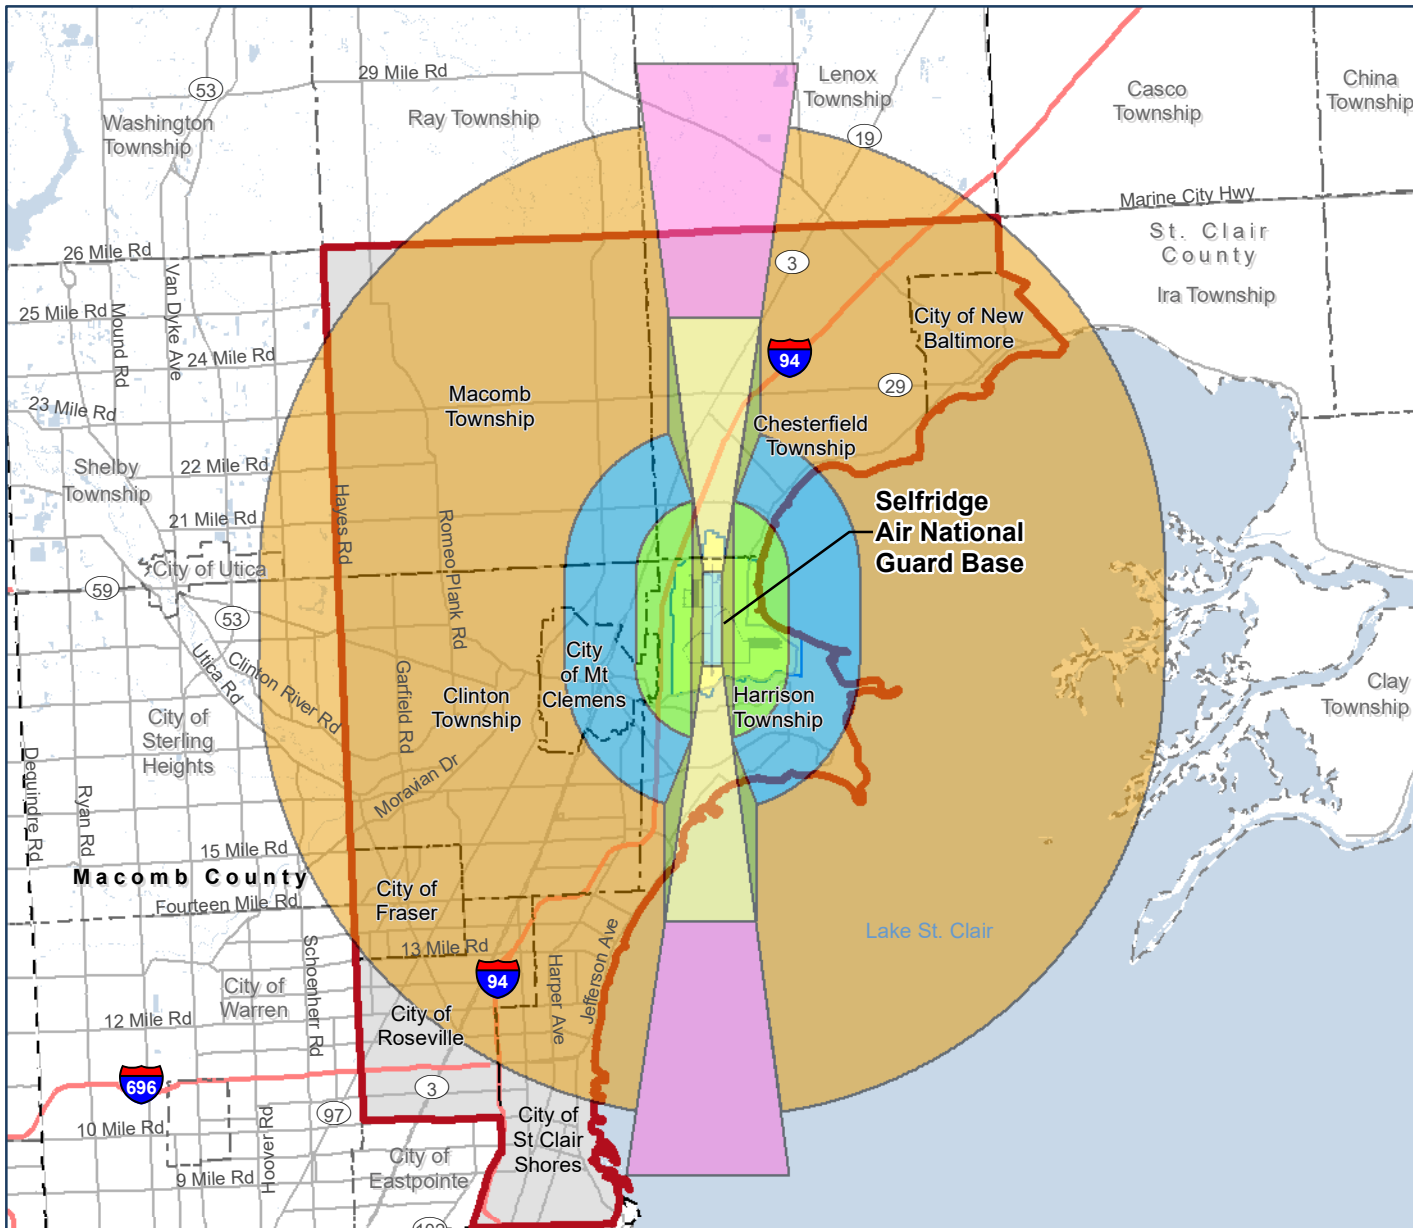 29 Mile Rd
53
Washington
Township
Ray Township
Lenox
Township
19
Casco
Township
China
Township
Marine City Hwy
St. Clair
County
Ira Township
26 Mile Rd
Van Dyke Ave
Mound Rd
25 Mile Rd
24 Mile Rd
23 Mile Rd
3
94
City of New
Baltimore
29
Macomb
Township
Chesterfield
Township
Shelby
Township
22 Mile Rd
21 Mile Rd
Hayes Rd
Romeo Plank Rd
Selfridge
Air National
Guard Base
City of Utica
59
53
Utica Rd
Clinton River Rd
City
of Mt
Clemens
Garfield Rd
Clinton
Township
Harrison
Township
Clay
Township
City of
Sterling
Heights
Dequindre Rd
Ryan Rd
Moravian Dr
15 Mile Rd
Macomb County
Fourteen Mile Rd
City of
Fraser
13 Mile Rd
Schoenherr Rd
Harper Ave
Jefferson Ave
Lake St. Clair
94
City of
Warren
12 Mile Rd
City of
Roseville
696
3
97
10 Mile Rd
Hoover Rd
9 Mile Rd
City of
Eastpointe
City of
St Clair
Shores